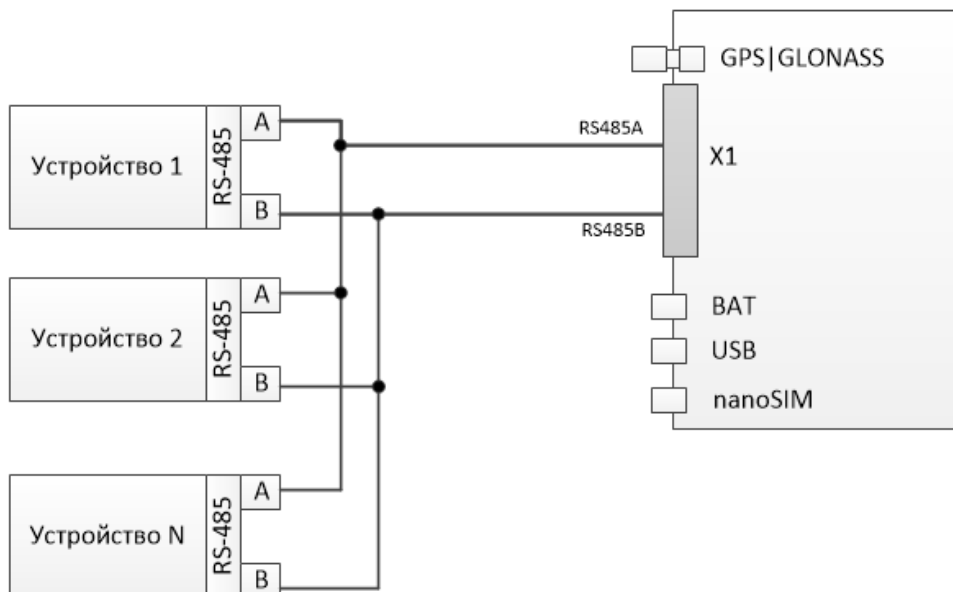 GPS|GLONASS
A
RS485A
Устройство 1
RS-485
X1
B
RS485B
A
Устройство 2
RS-485
BAT
USB
B
nanoSIM
A
Устройство N
RS-485
B